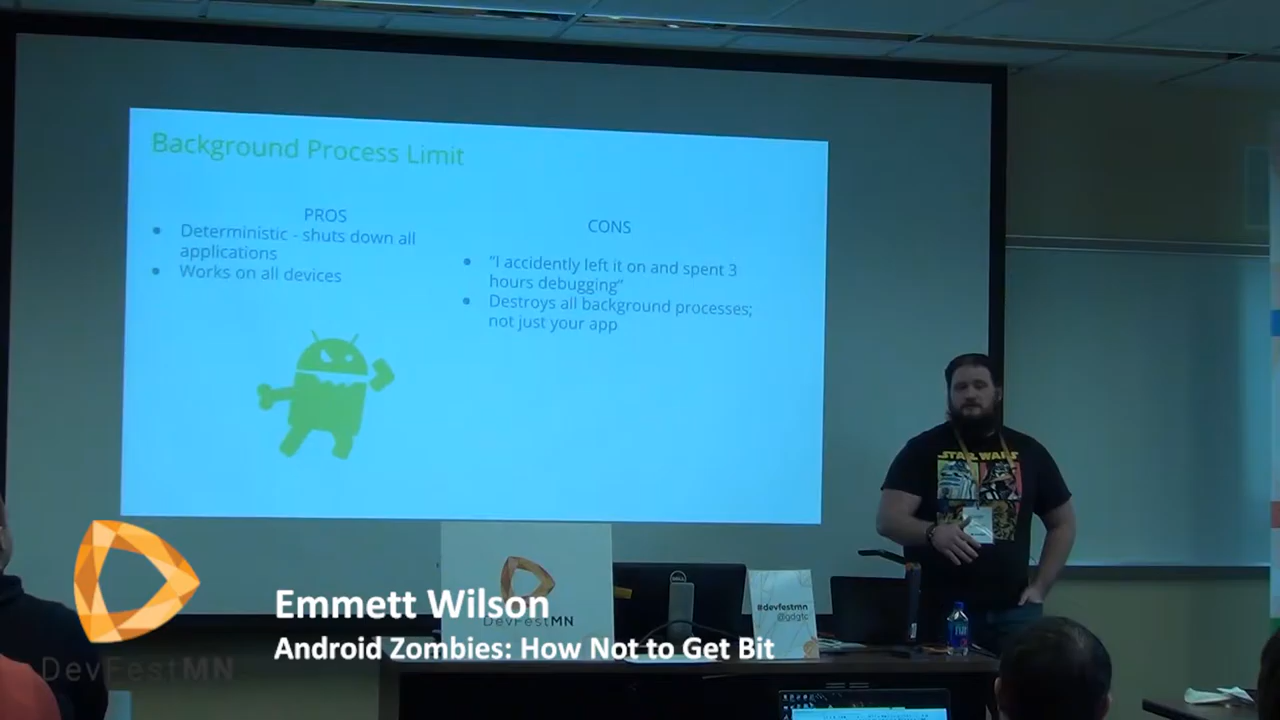 Background Process Limit
PROS
Deterministic - shuts down all
applications
Works on all devices
CONS
"I accidently left it on and spent 3
hours debugging"
Destroys all background processes;
not just your app
STAR WARS
DELL
DevFestMN
#devfestmn
@gdgtc
FIJI
Emmett Wilson
Android Zombies: How Not to Get Bit
DevFestMN